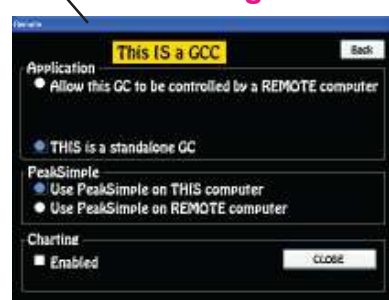 Remote
This IS a GCC
Back
Application
Allow this GC to be controlled by a REMOTE computer
THIS is a standalone GC
PeakSimple
Use PeakSimple on THIS computer
Use PeakSimple on REMOTE computer
Charting
Enabled
CLOSE